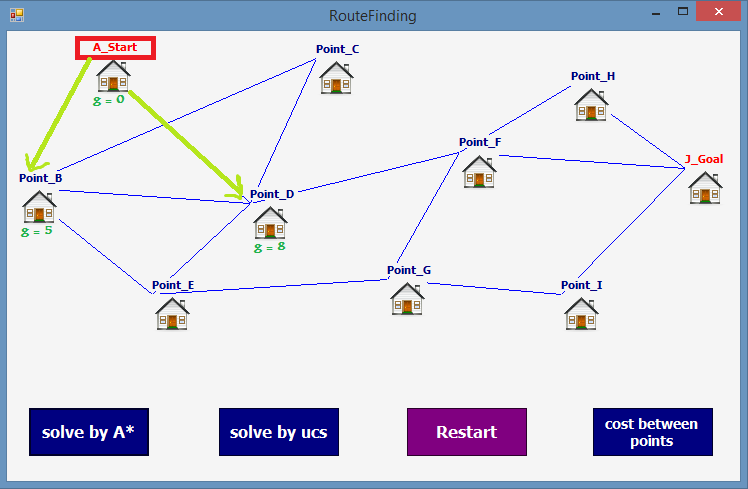 RouteFinding
A_Start
g = 0
Point_C
Point_H
Point_F
J_Goal
Point_B
g = 5
Point_D
g = 8
Point_E
Point_G
Point_I
solve by A*
solve by ucs
Restart
cost between
points